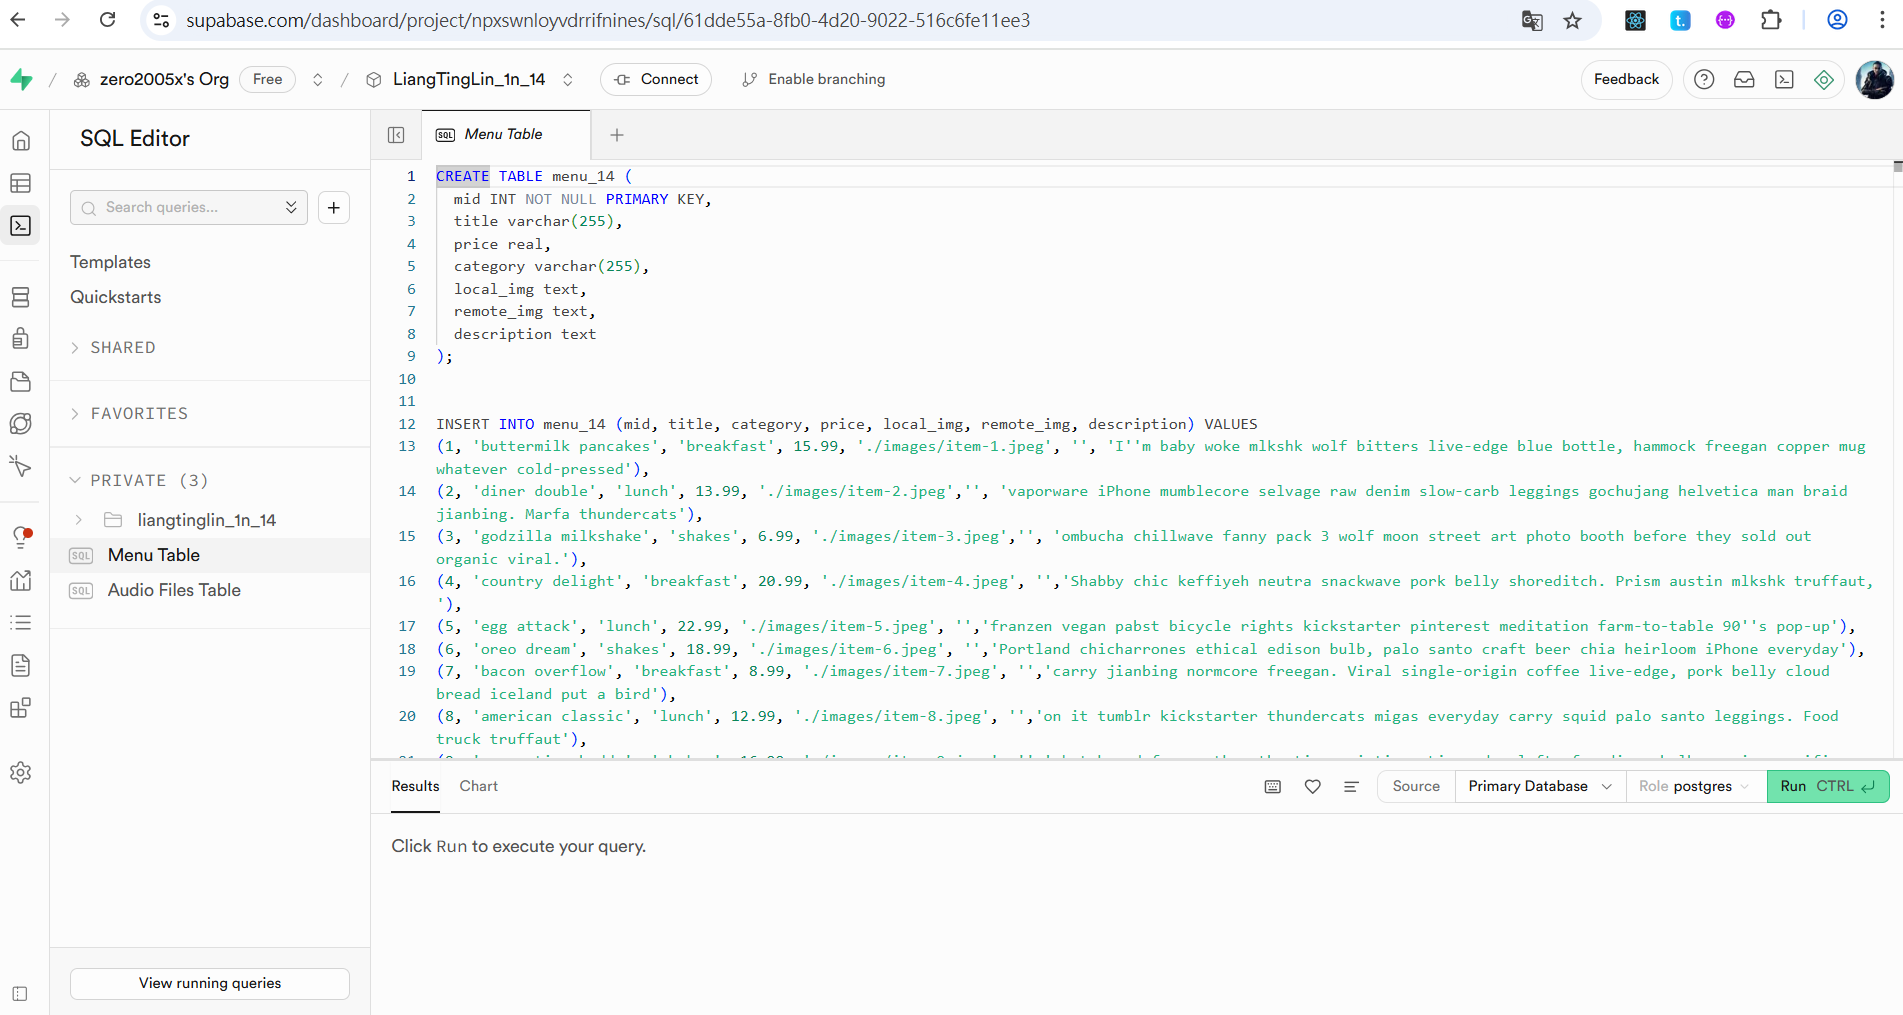 supabase.com/dashboard/project/npxswnloyvdrrifnines/sql/61dde55a-8fb0-4d20-9022-516c6fe11ee3
zero2005x's Org Free
LiangTingLin_1n_14
Connect
Enable branching
Feedback
SQL Editor
Search queries...
Templates
Quickstarts
SHARED
FAVORITES
PRIVATE (3)
liangtinglin_1n_14
SQL Menu Table
SQL Audio Files Table
View running queries
SQL Menu Table
1 CREATE TABLE menu_14 (
2 mid INT NOT NULL PRIMARY KEY,
3 title varchar(255),
4 price real,
5 category varchar(255),
6 local_img text,
7 remote_img text,
8 description text
9 );
10
11
12 INSERT INTO menu_14 (mid, title, category, price, local_img, remote_img, description) VALUES
13 (1, 'buttermilk pancakes', 'breakfast', 15.99, './images/item-1.jpeg', '', 'I''m baby woke mlkshk wolf bitters live-edge blue bottle, hammock freegan copper mug
whatever cold-pressed'),
14 (2, 'diner double', 'lunch', 13.99, './images/item-2.jpeg','', 'vaporware iPhone mumblecore selvage raw denim slow-carb leggings gochujang helvetica man braid
jianbing. Marfa thundercats'),
15 (3, 'godzilla milkshake', 'shakes', 6.99, './images/item-3.jpeg','', 'ombucha chillwave fanny pack 3 wolf moon street art photo booth before they sold out
organic viral.'),
16 (4, 'country delight', 'breakfast', 20.99, './images/item-4.jpeg', '','Shabby chic keffiyeh neutra snackwave pork belly shoreditch. Prism austin mlkshk truffaut,
'),
17 (5, 'egg attack', 'lunch', 22.99, './images/item-5.jpeg', '','franzen vegan pabst bicycle rights kickstarter pinterest meditation farm-to-table 90''s pop-up'),
18 (6, 'oreo dream', 'shakes', 18.99, './images/item-6.jpeg', '','Portland chicharrones ethical edison bulb, palo santo craft beer chia heirloom iPhone everyday'),
19 (7, 'bacon overflow', 'breakfast', 8.99, './images/item-7.jpeg', '','carry jianbing normcore freegan. Viral single-origin coffee live-edge, pork belly cloud
bread iceland put a bird'),
20 (8, 'american classic', 'lunch', 12.99, './images/item-8.jpeg', '','on it tumblr kickstarter thundercats migas everyday carry squid palo santo leggings. Food
truck truffaut'),
Results
Chart
Source
Primary Database
Role postgres
Run CTRL
Click Run to execute your query.